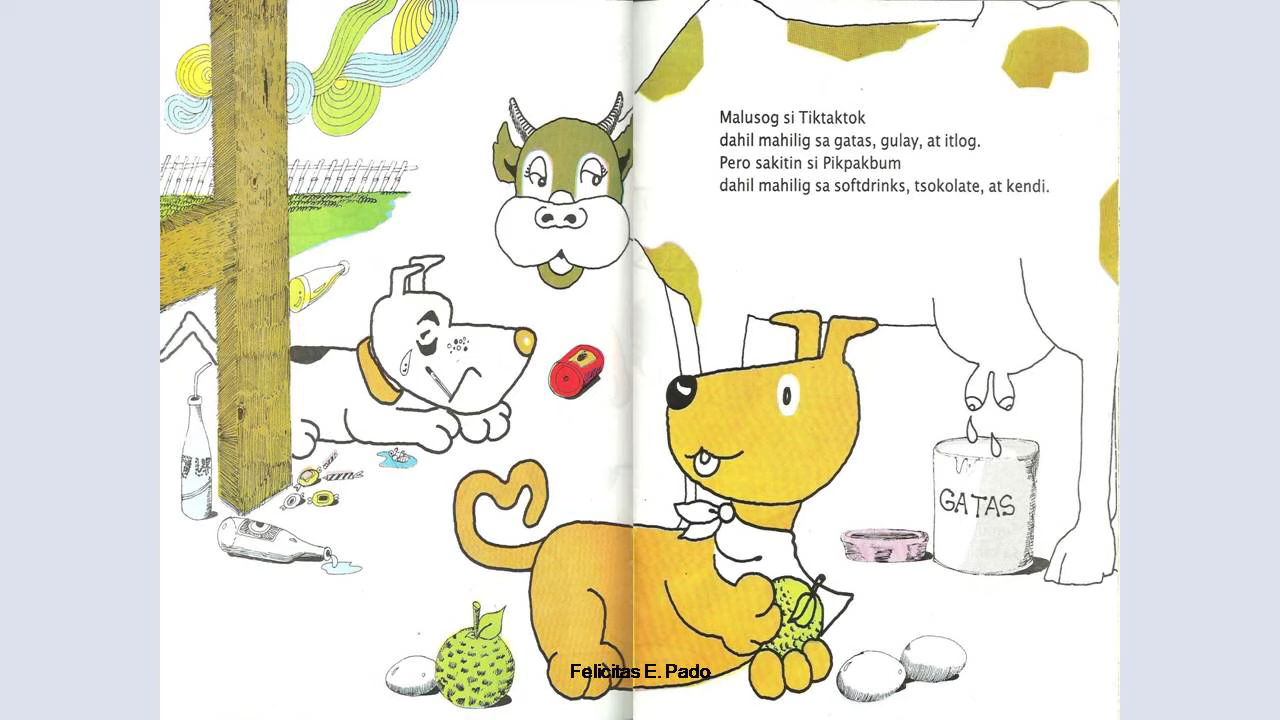 Malusog si Tiktaktok
dahil mahilig sa gatas, gulay, at itlog.
Pero sakitin si Pikpakbum
dahil mahilig sa softdrinks, tsokolate, at kendi.
GATAS
Felicitas E. Pado